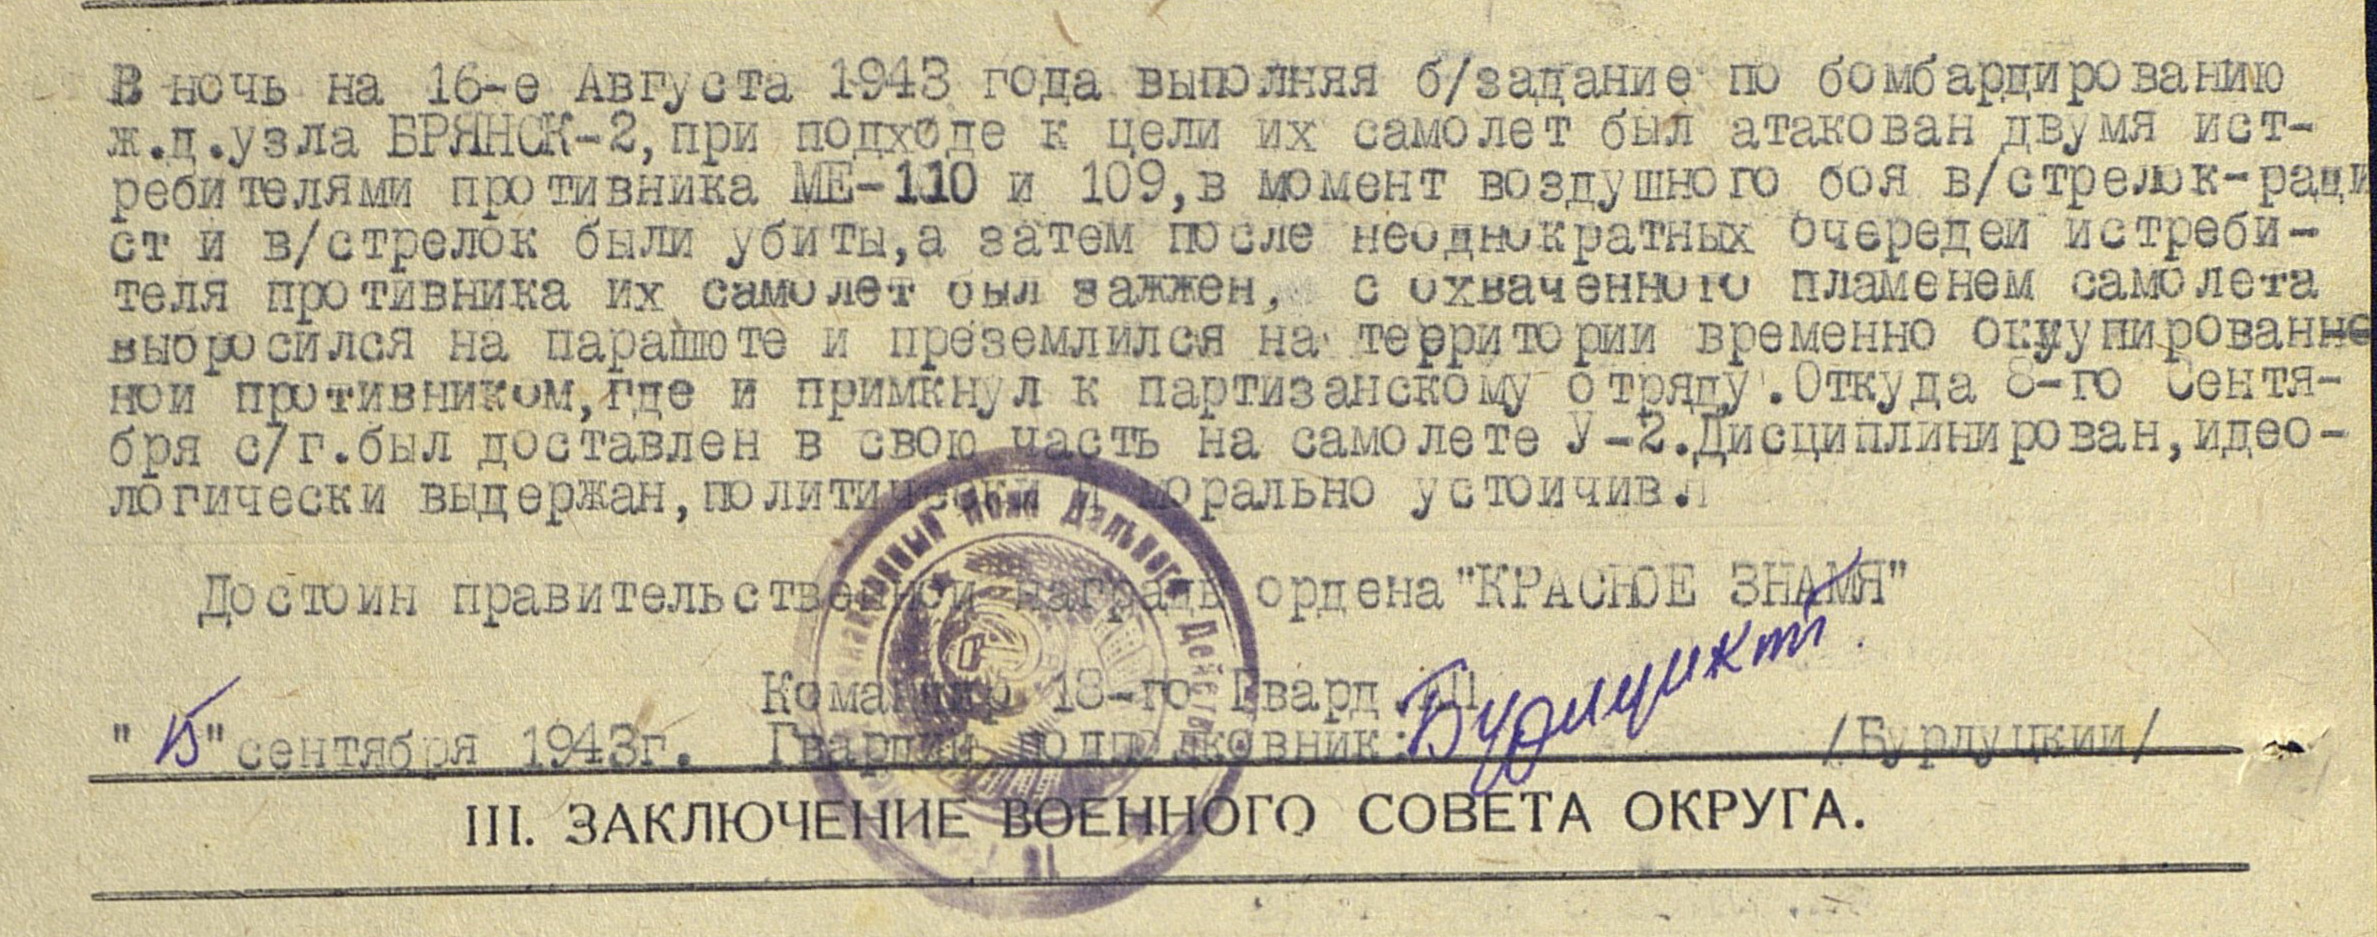 В ночь на 16-е Августа 1943 года выполняя б/задание по бомбардированию
ж.д.узла БРЯНСК-2,при подходе к цели их самолет был атакован двумя ист-
ребителями противника МЕ-110 и 109,в момент воздушного боя в/стрелок-ради
ст и в/стрелок были убиты,а затем после неоднократных очередей истреби-
теля противника их самолет был зажжен, с охваченного пламенем самолета
выбросился на парашюте и преземлился на территории временно оккупированне
ной противником,где и примкнул к партизанскому отряду.Откуда 8-го Сентя-
бря с/г.был доставлен в свою часть на самолете У-2.Дисциплинирован,идео-
логически выдержан,политически и морально устойчив.
Достоин правительственной награды ордена "КРАСНОЕ ЗНАМЯ"
Командир 18-го Гвард.
"15" сентября 1943г. Гвардии подполковник: /Бурлуцкий/
Дальнего Действ
III. ЗАКЛЮЧЕНИЕ ВОЕННОГО СОВЕТА ОКРУГА.